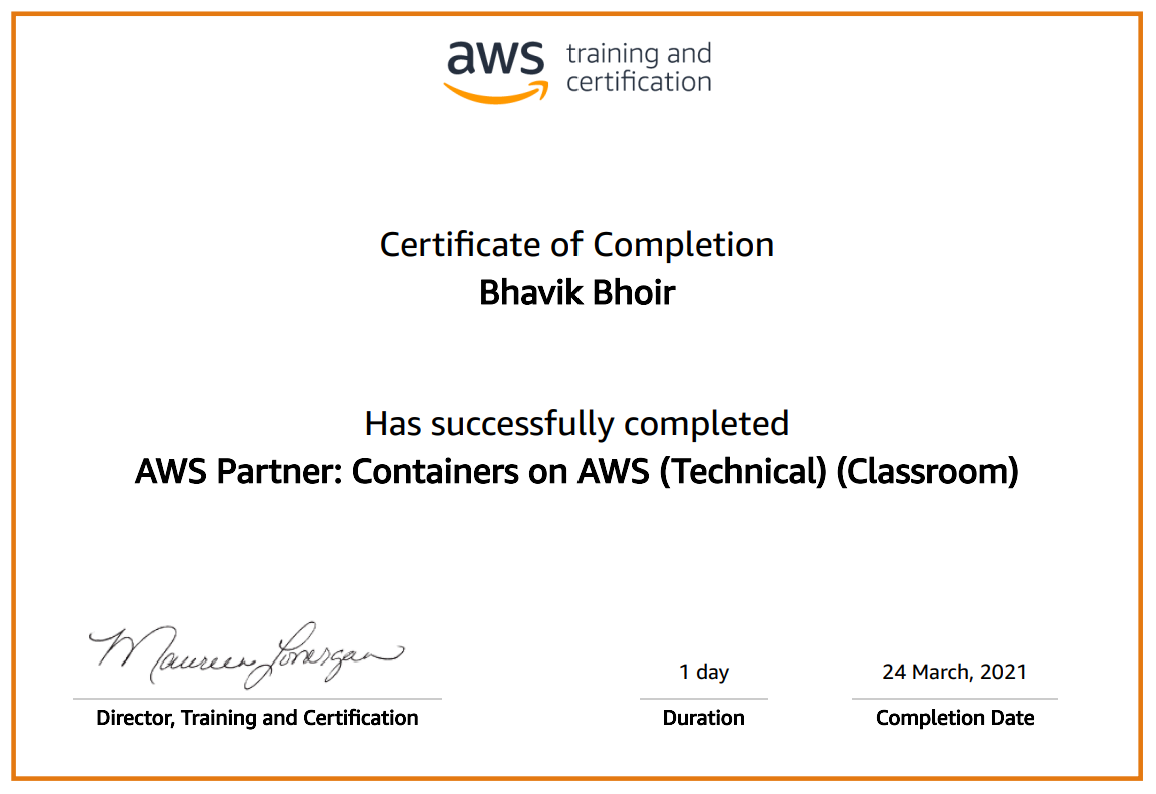 aws training and
certification
Certificate of Completion
Bhavik Bhoir
Has successfully completed
AWS Partner: Containers on AWS (Technical) (Classroom)
Maureen Lonergan
Director, Training and Certification
1 day
Duration
24 March, 2021
Completion Date